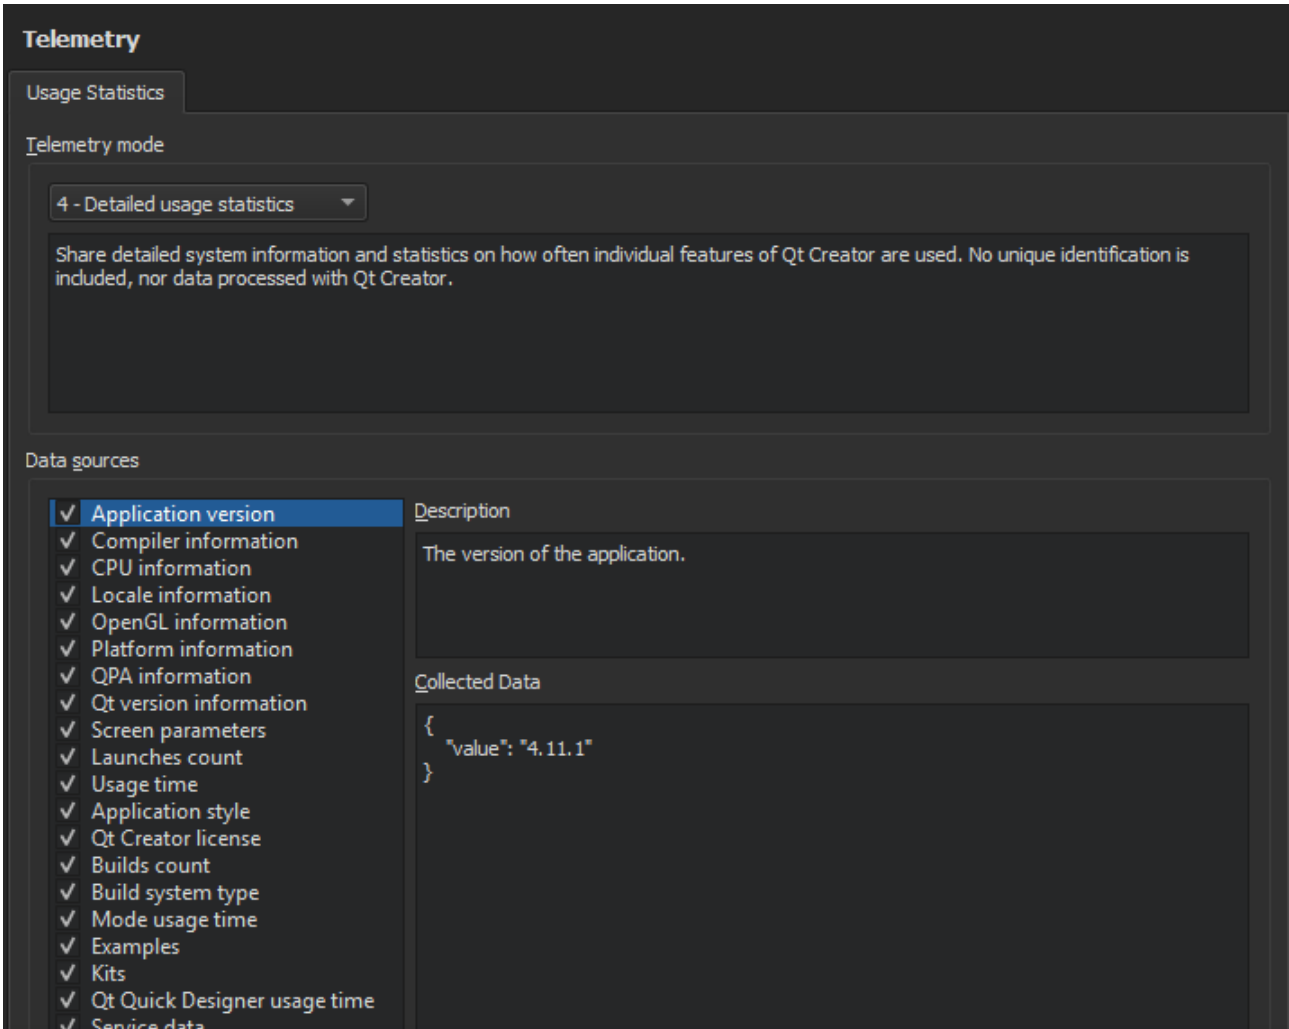 Telemetry
Usage Statistics
Telemetry mode
4 - Detailed usage statistics
Share detailed system information and statistics on how often individual features of Qt Creator are used. No unique identification is
included, nor data processed with Qt Creator.
Data sources
Application version
Compiler information
CPU information
Locale information
OpenGL information
Platform information
QPA information
Qt version information
Screen parameters
Launches count
Usage time
Application style
Qt Creator license
Builds count
Build system type
Mode usage time
Examples
Kits
Qt Quick Designer usage time
Service data
Description
The version of the application.
Collected Data
{
"value": "4.11.1"
}